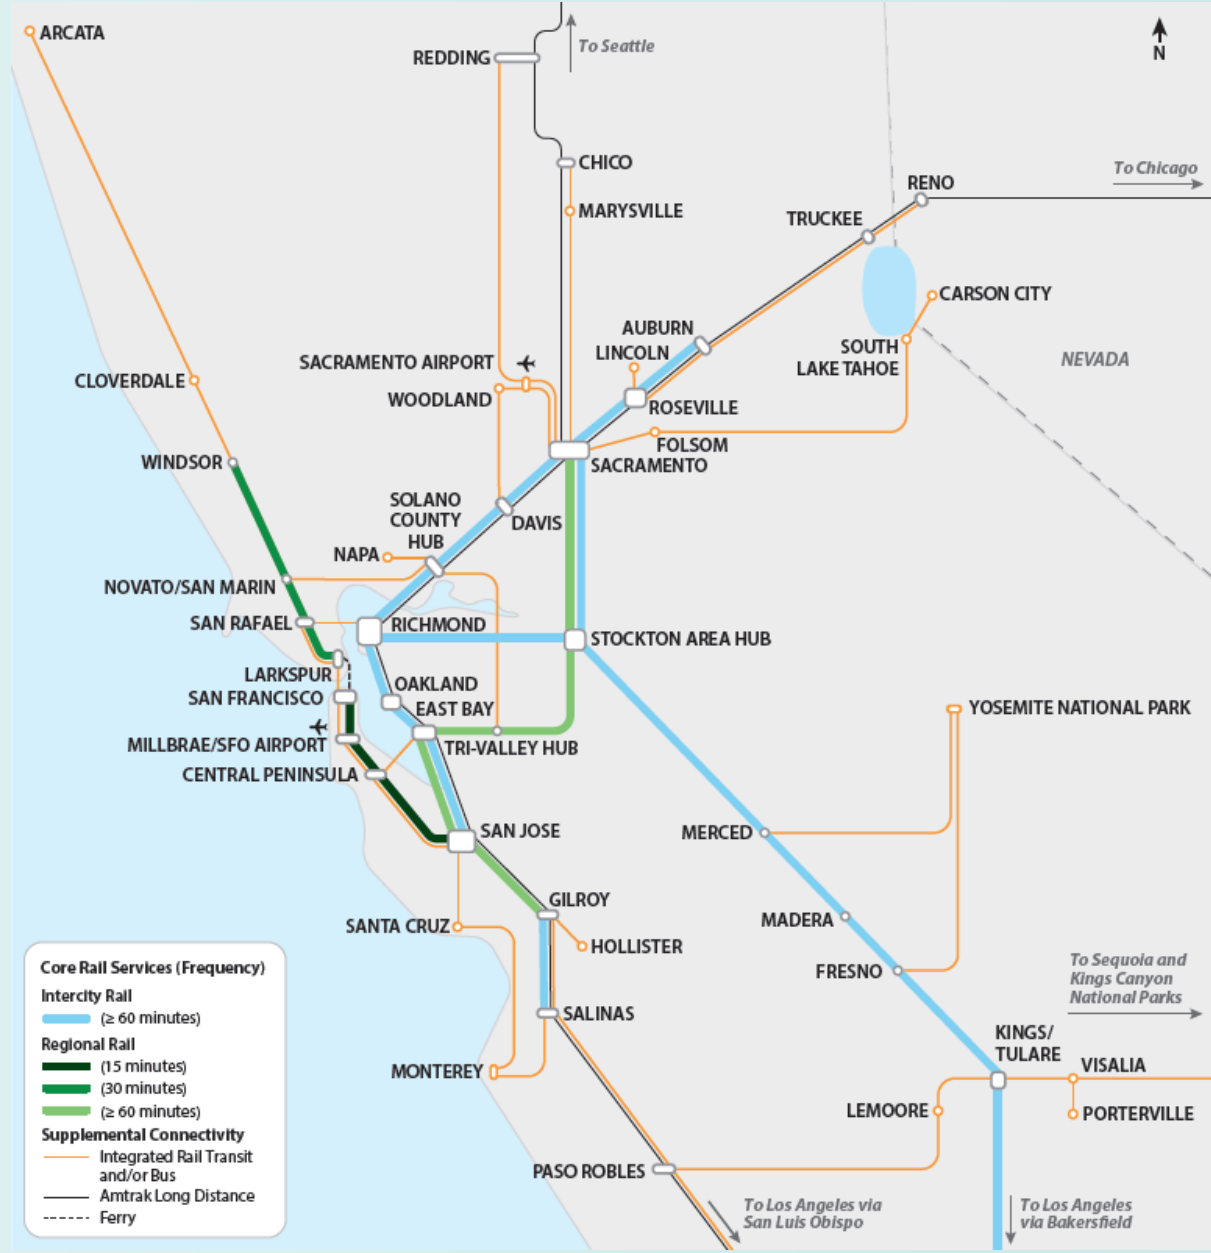 ARCATA
REDDING
To Seattle
N
CHICO
To Chicago
RENO
MARYSVILLE
TRUCKEE
CARSON CITY
AUBURN
LINCOLN
SOUTH
LAKE TAHOE
NEVADA
SACRAMENTO AIRPORT
CLOVERDALE
WOODLAND
ROSEVILLE
FOLSOM
WINDSOR
SACRAMENTO
SOLANO
COUNTY
HUB
DAVIS
NAPA
NOVATO/SAN MARIN
SAN RAFAEL
RICHMOND
STOCKTON AREA HUB
LARKSPUR
OAKLAND
SAN FRANCISCO
EAST BAY
YOSEMITE NATIONAL PARK
MILLBRAE/SFO AIRPORT
TRI-VALLEY HUB
CENTRAL PENINSULA
SAN JOSE
MERCED
GILROY
MADERA
SANTA CRUZ
HOLLISTER
FRESNO
To Sequoia and
Kings Canyon
National Parks
SALINAS
KINGS/
TULARE
VISALIA
MONTEREY
LEMOORE
PORTERVILLE
PASO ROBLES
To Los Angeles via
San Luis Obispo
To Los Angeles
via Bakersfield
Core Rail Services (Frequency)
Intercity Rail
(≥ 60 minutes)
Regional Rail
(15 minutes)
(30 minutes)
(≥ 60 minutes)
Supplemental Connectivity
Integrated Rail Transit
and/or Bus
Amtrak Long Distance
Ferry